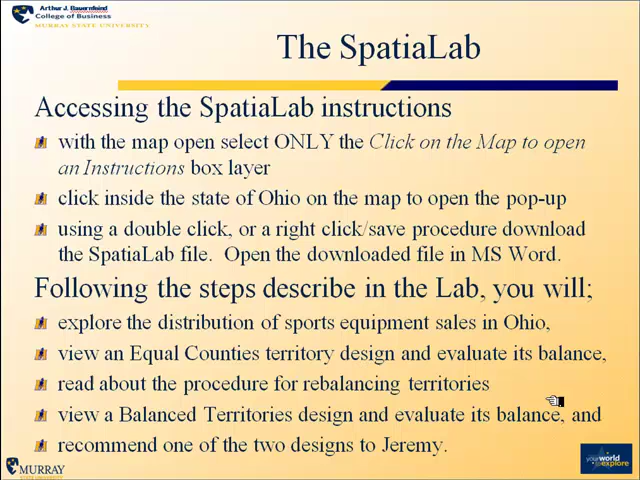 Arthur J. Bauernfeind
College of Business
MURRAY STATE UNIVERSITY
The SpatiaLab
Accessing the SpatiaLab instructions
with the map open select ONLY the Click on the Map to open
an Instructions box layer
click inside the state of Ohio on the map to open the pop-up
using a double click, or a right click/save procedure download
the SpatiaLab file. Open the downloaded file in MS Word.
Following the steps describe in the Lab, you will;
explore the distribution of sports equipment sales in Ohio,
view an Equal Counties territory design and evaluate its balance,
read about the procedure for rebalancing territories
view a Balanced Territories design and evaluate its balance, and
recommend one of the two designs to Jeremy.
MURRAY
STATE UNIVERSITY
your world
to explore